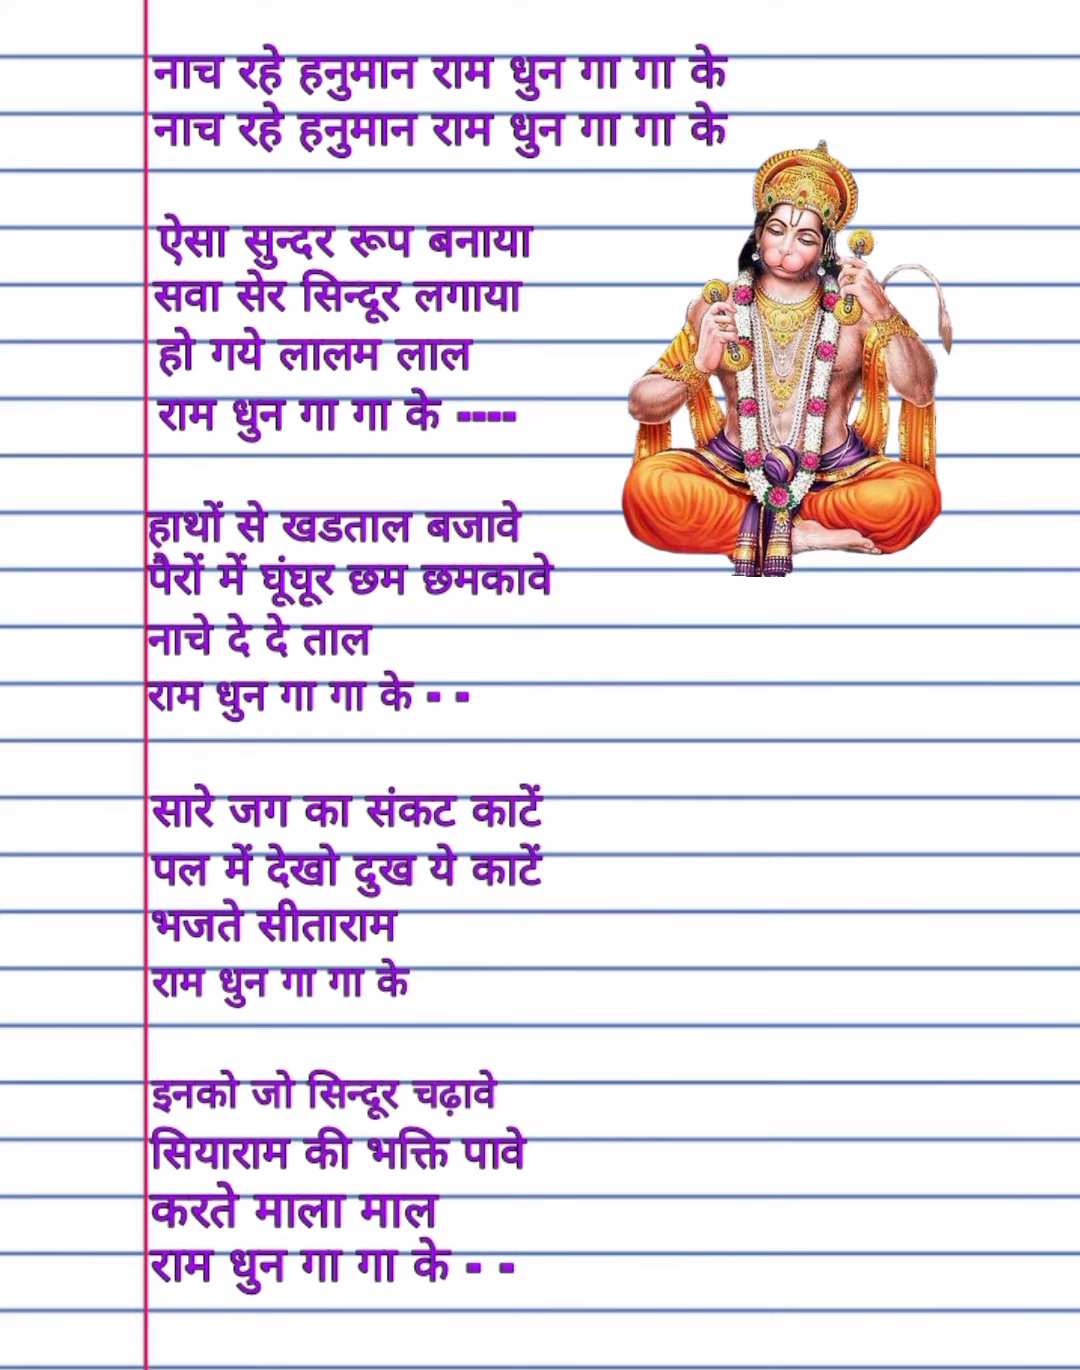 नाच रहे हनुमान राम धुन गा गा के
नाच रहे हनुमान राम धुन गा गा के
ऐसा सुन्दर रूप बनाया
सवा सेर सिन्दूर लगाया
हो गये लालम लाल
राम धुन गा गा के ----
हाथों से खडताल बजावे
पैरों में घूंघूर छम छमकावे
नाचे दे दे ताल
राम धुन गा गा के - -
सारे जग का संकट काटें
पल में देखो दुख ये काटें
भजते सीताराम
राम धुन गा गा के
इनको जो सिन्दूर चढ़ावे
सियाराम की भक्ति पावे
करते माला माल
राम धुन गा गा के - -